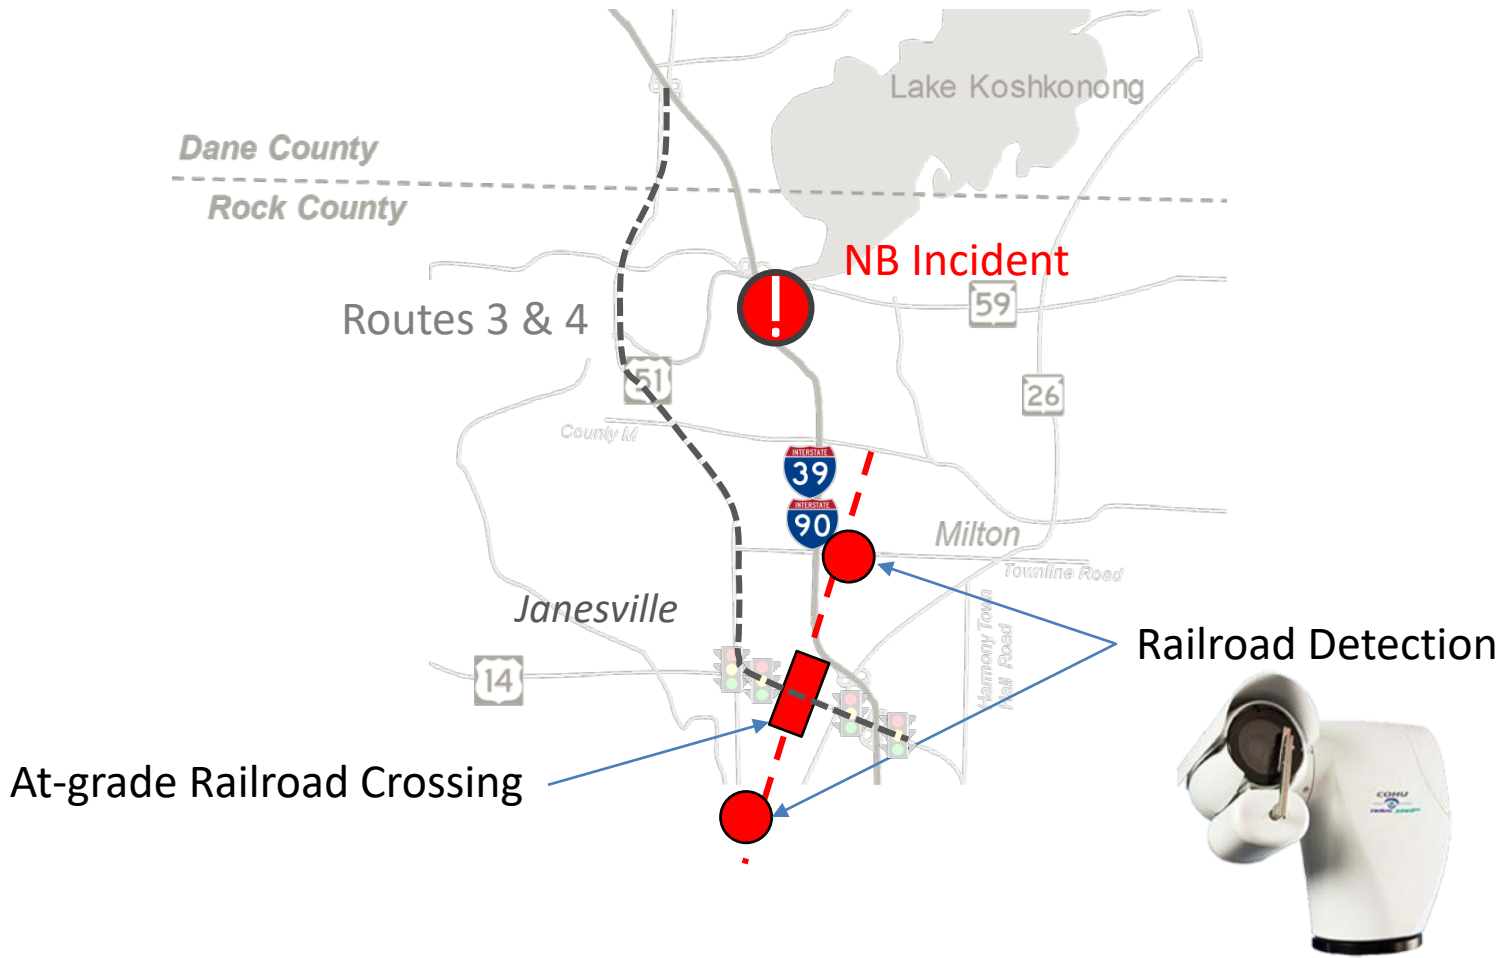 Lake Koshkonong
Dane County
Rock County
NB Incident
59
Routes 3 & 4
51
26
County M
INTERSTATE
39
INTERSTATE
90
Milton
Townline Road
Janesville
Harmony Town
Hall Road
Railroad Detection
14
At-grade Railroad Crossing
COHU